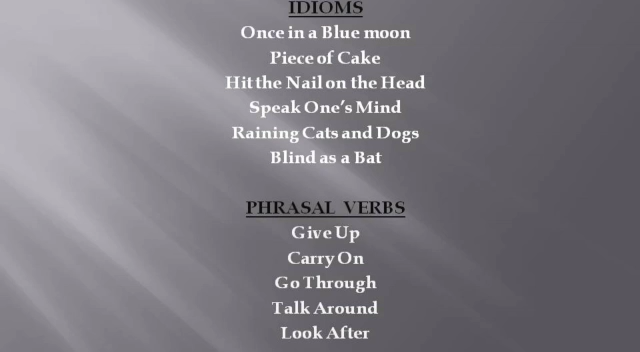 IDIOMS
Once in a Blue moon
Piece of Cake
Hit the Nail on the Head
Speak One's Mind
Raining Cats and Dogs
Blind as a Bat
PHRASAL VERBS
Give Up
Carry On
Go Through
Talk Around
Look After